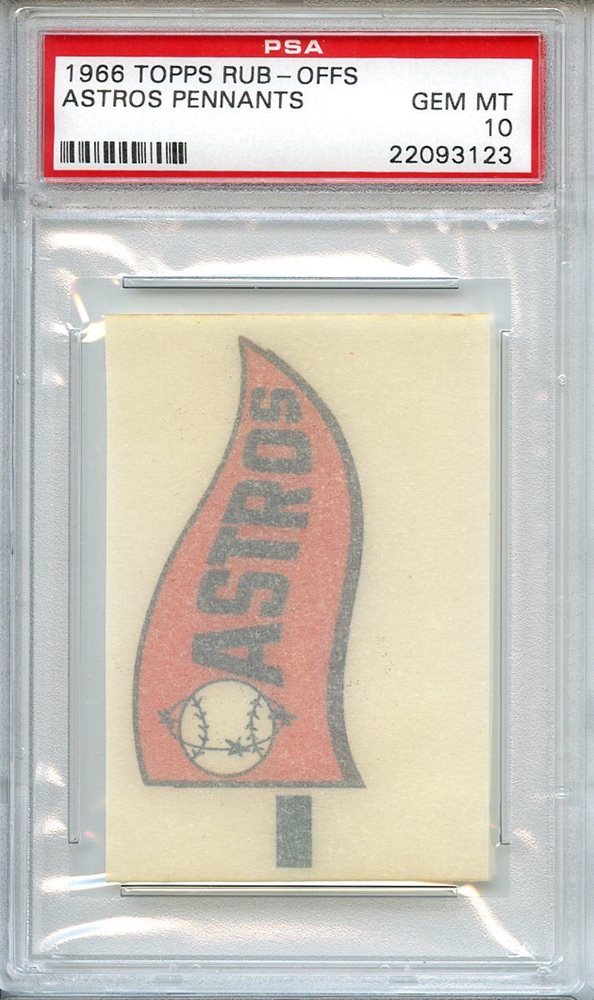 PSA
1966 TOPPS RUB-OFFS
ASTROS PENNANTS GEM MT
10
22093123
ASTROS